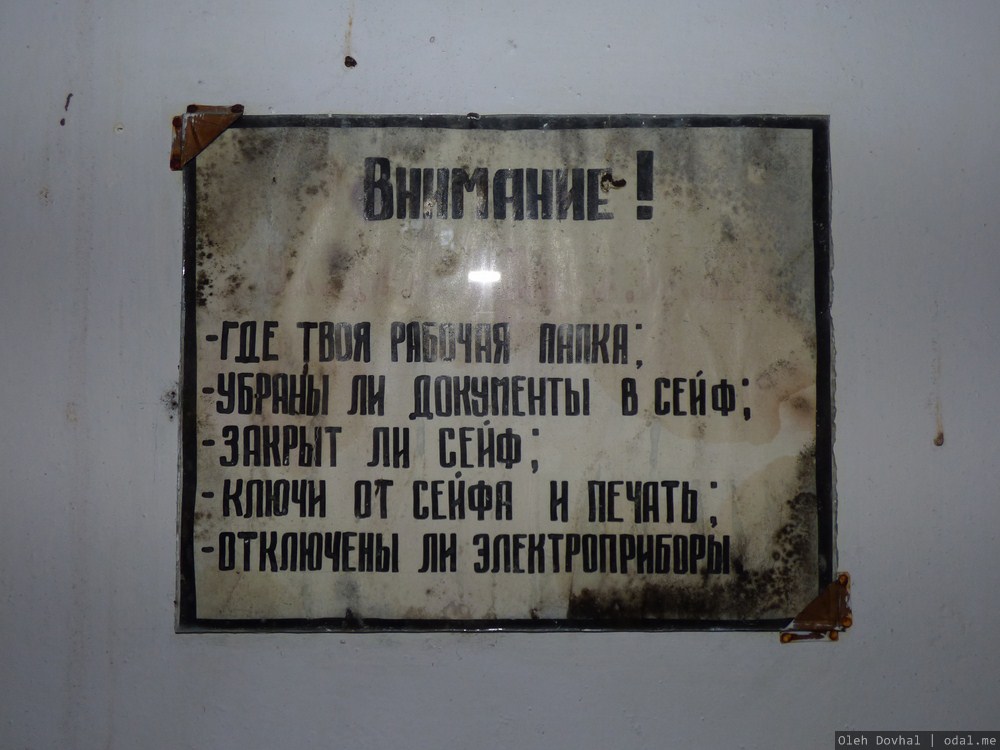 Внимание!
-ГДЕ ТВОЯ РАБОЧАЯ ПАПКА;
-УБРАНЫ ЛИ ДОКУМЕНТЫ В СЕЙФ;
-ЗАКРЫТ ЛИ СЕЙФ;
-КЛЮЧИ ОТ СЕЙФА И ПЕЧАТЬ;
-ОТКЛЮЧЕНЫ ЛИ ЭЛЕКТРОПРИБОРЫ
Oleh Dovhal | odal.me